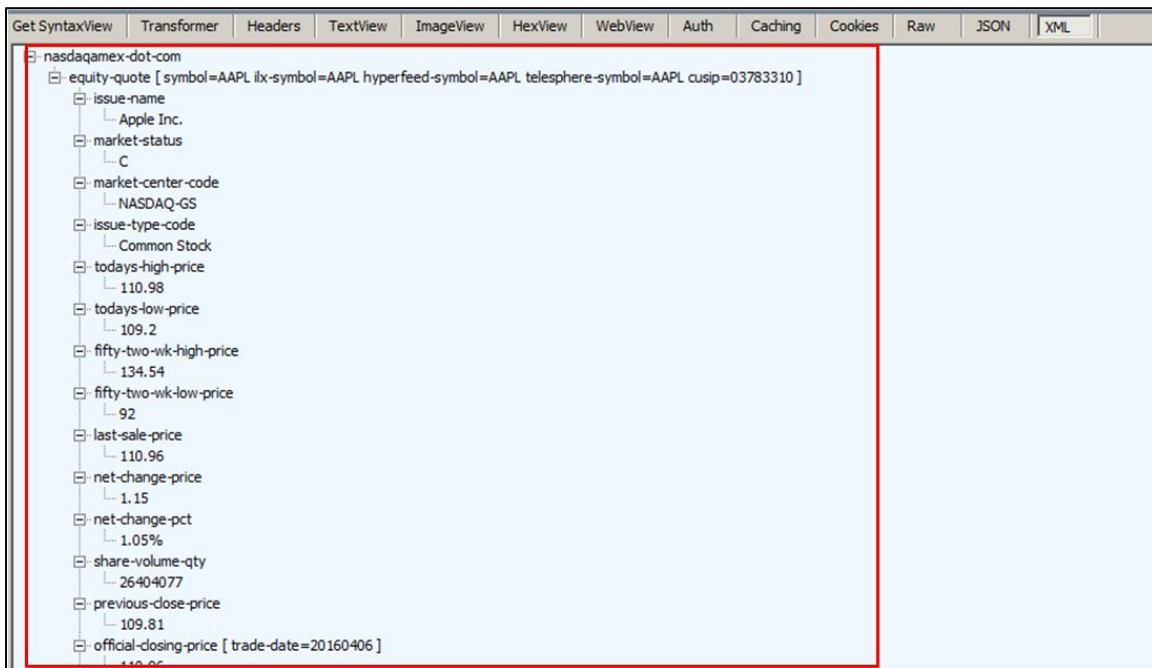 Get SyntaxView Transformer Headers TextView ImageView HexView WebView Auth Caching Cookies Raw JSON XML
nasdaqamex-dot-com
equity-quote [ symbol=AAPL ilx-symbol=AAPL hyperfeed-symbol=AAPL telesphere-symbol=AAPL cusip=03783310 ]
issue-name
Apple Inc.
market-status
C
market-center-code
NASDAQ-GS
issue-type-code
Common Stock
todays-high-price
110.98
todays-low-price
109.2
fifty-two-wk-high-price
134.54
fifty-two-wk-low-price
92
last-sale-price
110.96
net-change-price
1.15
net-change-pct
1.05%
share-volume-qty
26404077
previous-close-price
109.81
official-closing-price [ trade-date=20160406 ]